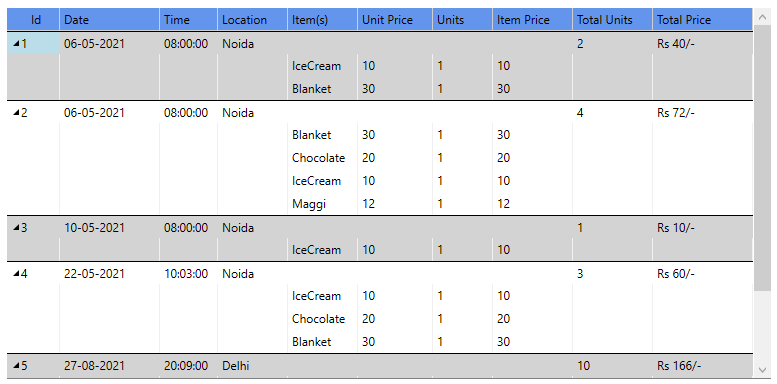 Id Date Time Location Item(s) Unit Price Units Item Price Total Units Total Price
1 06-05-2021 08:00:00 Noida 2 Rs 40/-
IceCream 10 1 10
Blanket 30 1 30
2 06-05-2021 08:00:00 Noida 4 Rs 72/-
Blanket 30 1 30
Chocolate 20 1 20
IceCream 10 1 10
Maggi 12 1 12
3 10-05-2021 08:00:00 Noida 1 Rs 10/-
IceCream 10 1 10
4 22-05-2021 10:03:00 Noida 3 Rs 60/-
IceCream 10 1 10
Chocolate 20 1 20
Blanket 30 1 30
5 27-08-2021 20:09:00 Delhi 10 Rs 166/-